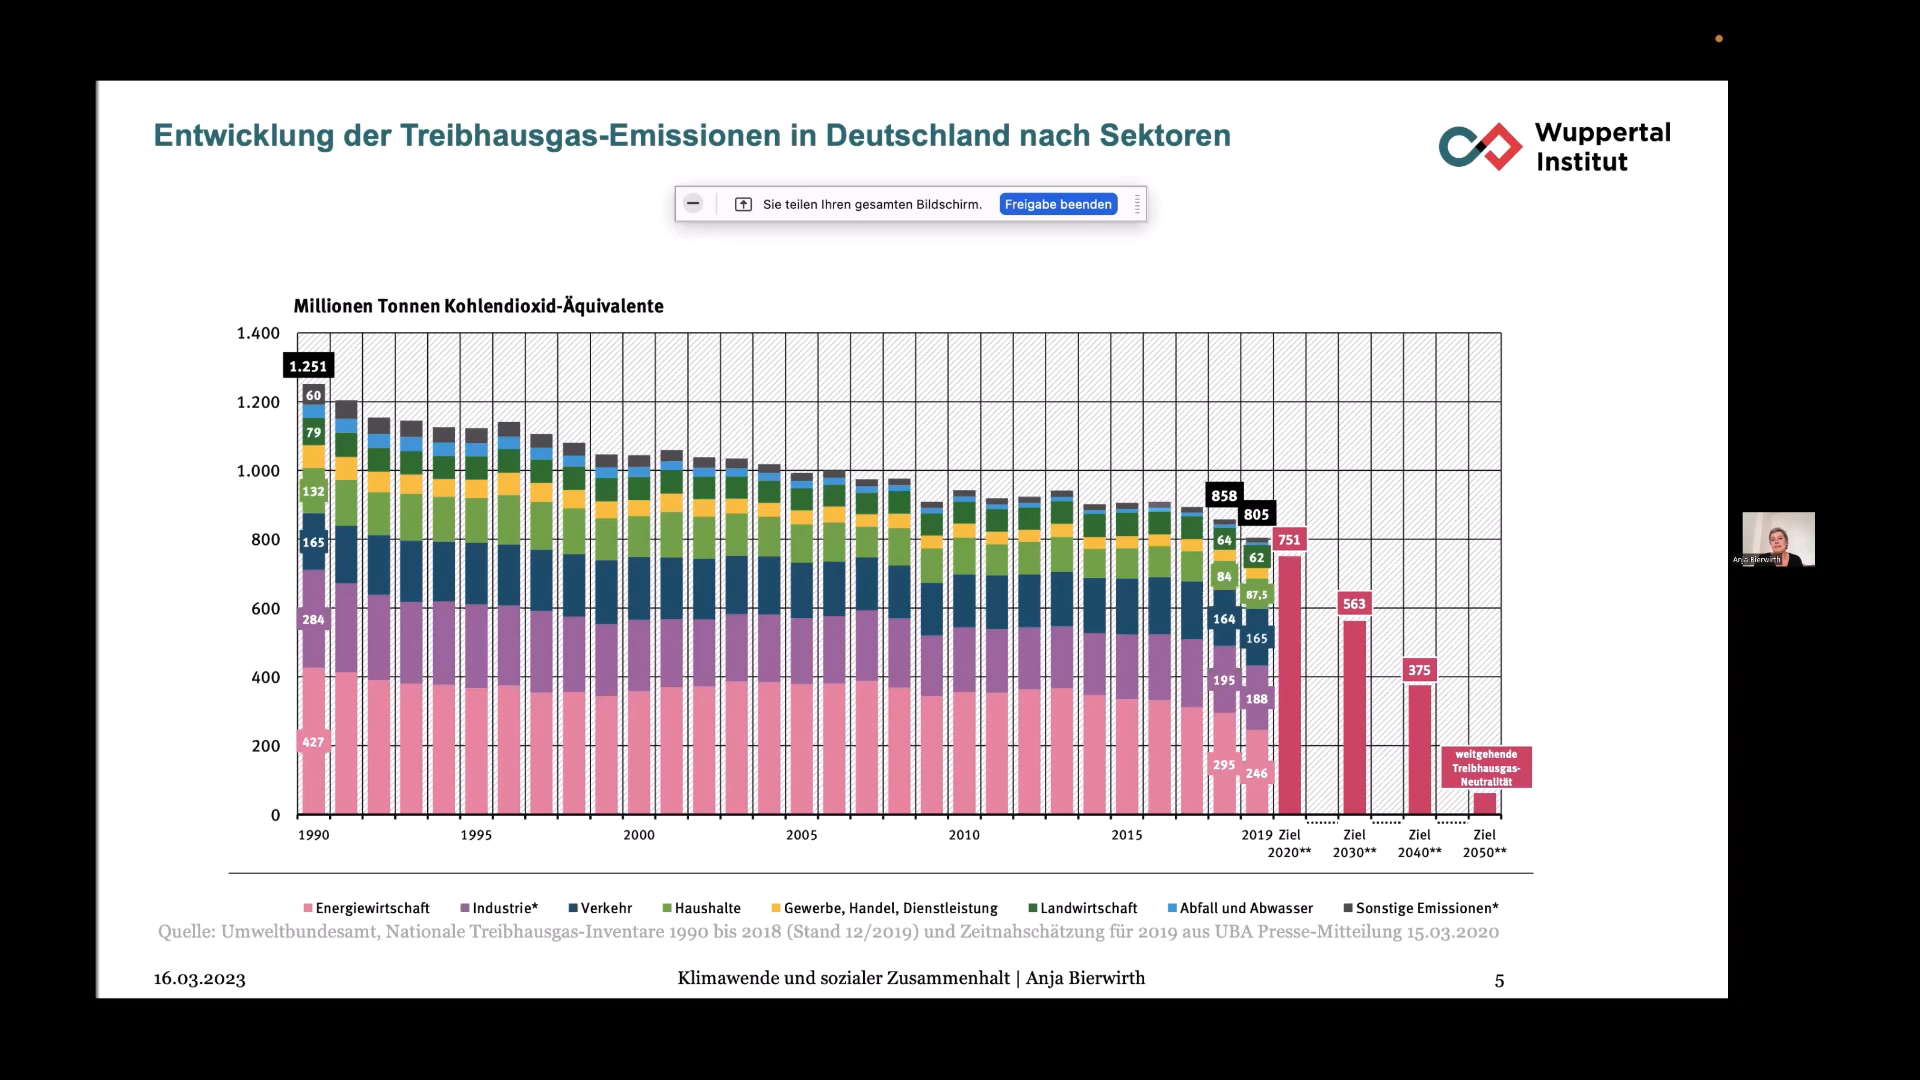 Entwicklung der Treibhausgas-Emissionen in Deutschland nach Sektoren
Wuppertal
Institut
Sie teilen Ihren gesamten Bildschirm.
Freigabe beenden
Millionen Tonnen Kohlendioxid-Äquivalente
1.400
1.200
1.000
800
600
400
200
0
1.251
60
79
132
165
284
427
858
64
84
164
195
295
805
62
87,5
165
188
246
751
563
375
weitgehende
Treibhausgas-
Neutralität
1990
1995
2000
2005
2010
2015
2019
Ziel
2020**
Ziel
2030**
Ziel
2040**
Ziel
2050**
Energiewirtschaft
Industrie*
Verkehr
Haushalte
Gewerbe, Handel, Dienstleistung
Landwirtschaft
Abfall und Abwasser
Sonstige Emissionen*
Quelle: Umweltbundesamt, Nationale Treibhausgas-Inventare 1990 bis 2018 (Stand 12/2019) und Zeitnahschätzung für 2019 aus UBA Presse-Mitteilung 15.03.2020
16.03.2023
Klimawende und sozialer Zusammenhalt | Anja Bierwirth
5
Anja Bierwirth